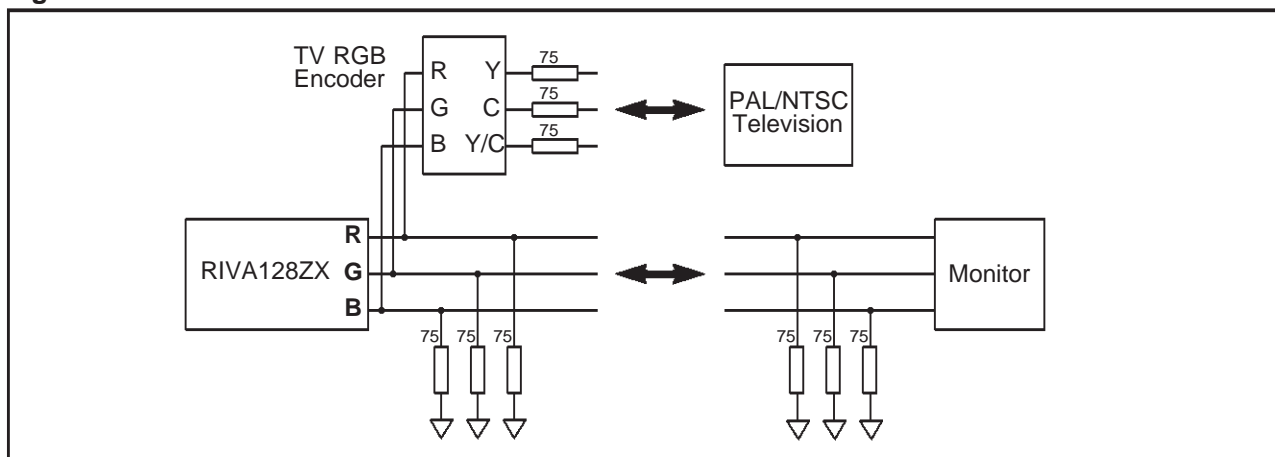 TV RGB
Encoder
R Y 75
G C 75
B Y/C 75
PAL/NTSC
Television
RIVA128ZX
R
G
B
75 75 75
75 75 75
Monitor